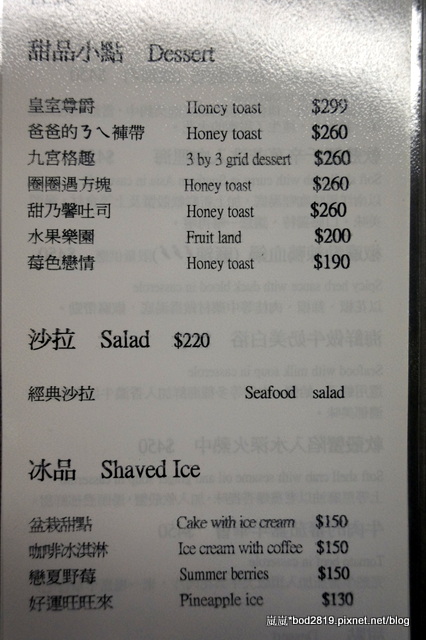 甜品小點 Dessert
皇室尊爵 Honey toast $299
爸爸的ㄋㄟ褲帶 Honey toast $260
九宮格趣 3 by 3 grid dessert $260
圈圈遇方塊 Honey toast $260
甜乃馨吐司 Honey toast $260
水果樂園 Fruit land $200
莓色戀情 Honey toast $190
沙拉 Salad $220
經典沙拉 Seafood salad
冰品 Shaved Ice
盆栽甜點 Cake with ice cream $150
咖啡冰淇淋 Ice cream with coffee $150
戀夏野莓 Summer berries $150
好運旺旺來 Pineapple ice $130
嵐嵐*bod2819.pixnet.net/blog